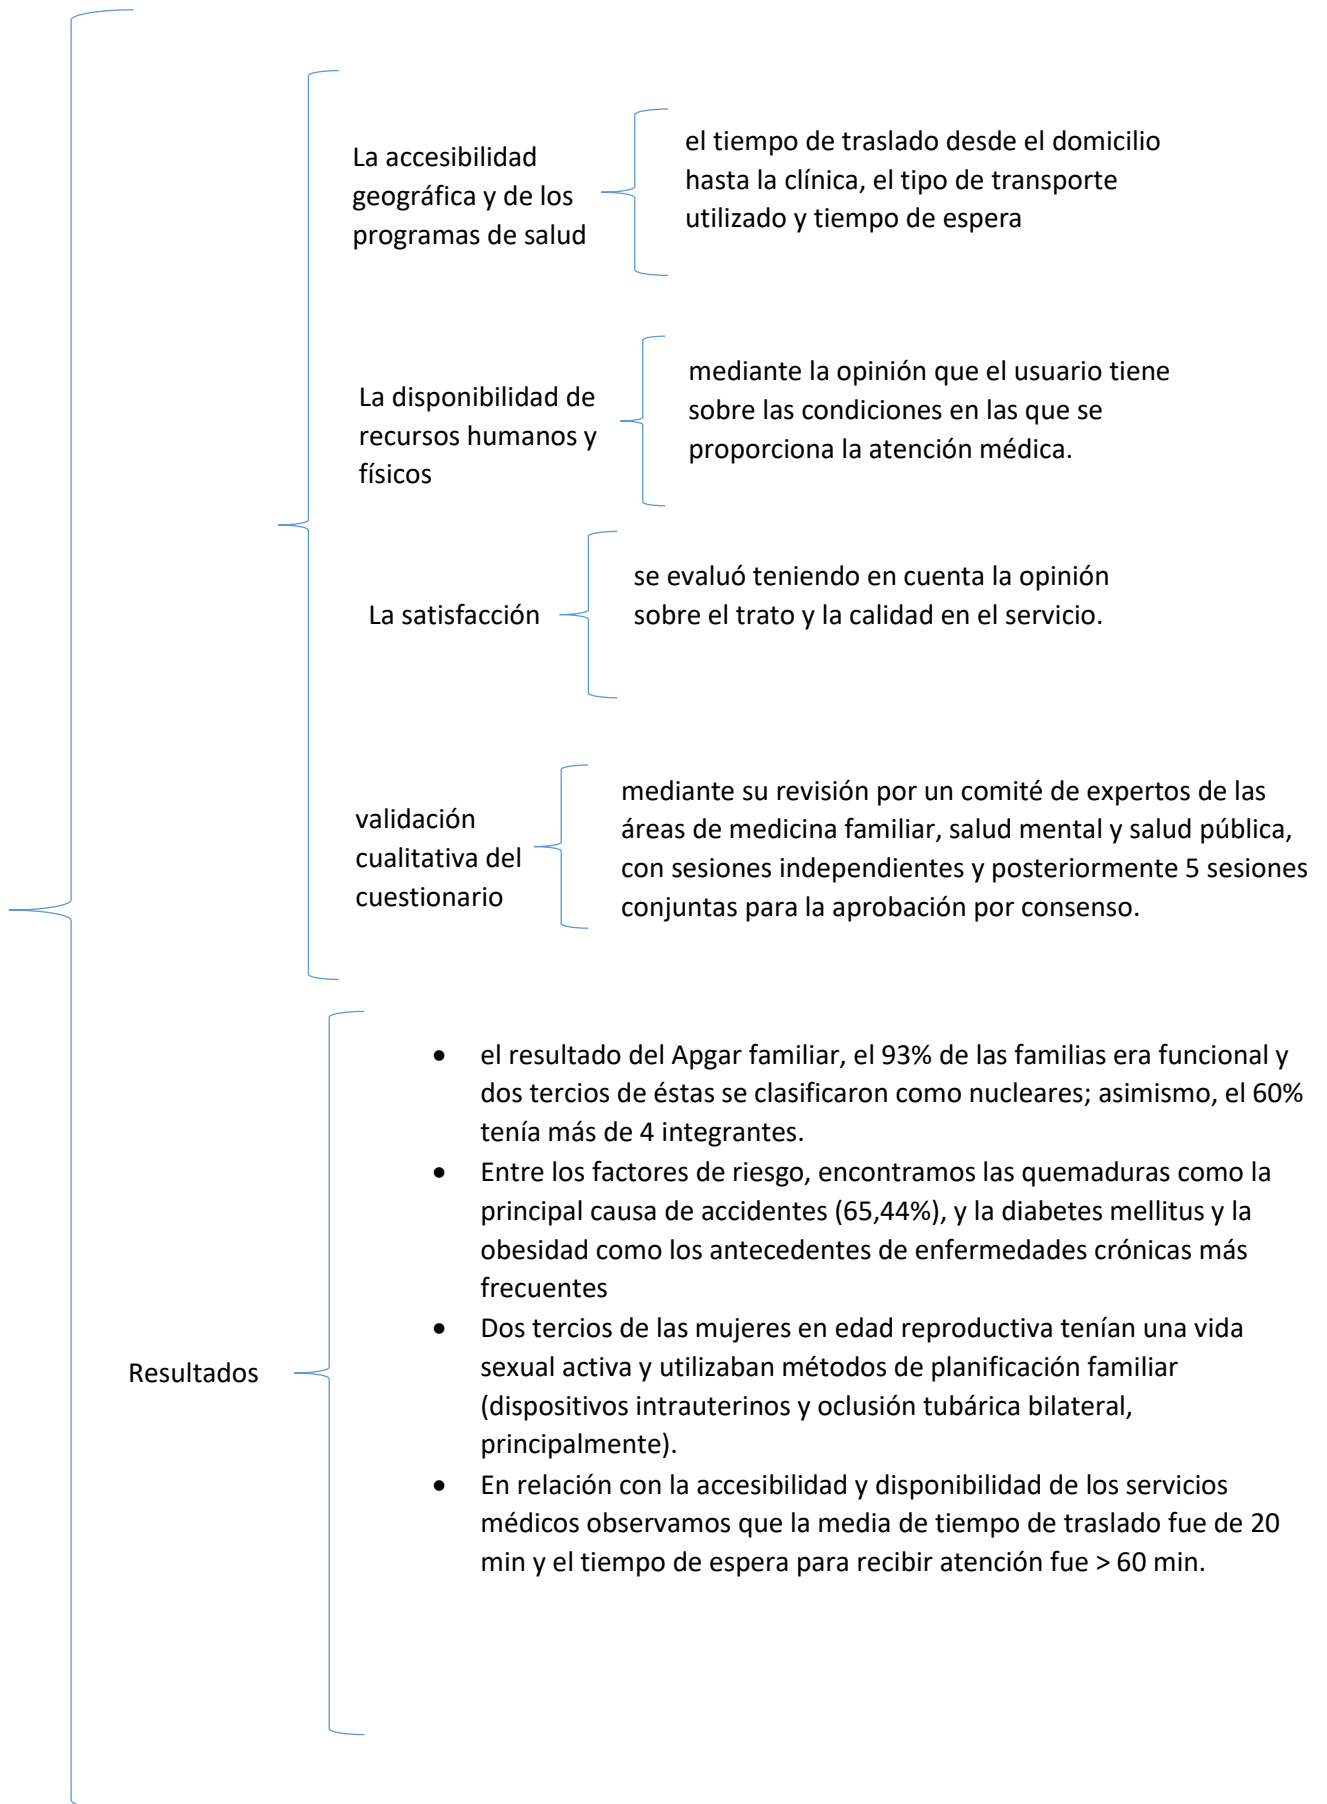 La accesibilidad
geográfica y de los
programas de salud
el tiempo de traslado desde el domicilio
hasta la clínica, el tipo de transporte
utilizado y tiempo de espera
La disponibilidad de
recursos humanos y
físicos
mediante la opinión que el usuario tiene
sobre las condiciones en las que se
proporciona la atención médica.
La satisfacción
se evaluó teniendo en cuenta la opinión
sobre el trato y la calidad en el servicio.
validación
cualitativa del
cuestionario
mediante su revisión por un comité de expertos de las
áreas de medicina familiar, salud mental y salud pública,
con sesiones independientes y posteriormente 5 sesiones
conjuntas para la aprobación por consenso.
Resultados
• el resultado del Apgar familiar, el 93% de las familias era funcional y
dos tercios de éstas se clasificaron como nucleares; asimismo, el 60%
tenía más de 4 integrantes.
• Entre los factores de riesgo, encontramos las quemaduras como la
principal causa de accidentes (65,44%), y la diabetes mellitus y la
obesidad como los antecedentes de enfermedades crónicas más
frecuentes
• Dos tercios de las mujeres en edad reproductiva tenían una vida
sexual activa y utilizaban métodos de planificación familiar
(dispositivos intrauterinos y oclusión tubárica bilateral,
principalmente).
• En relación con la accesibilidad y disponibilidad de los servicios
médicos observamos que la media de tiempo de traslado fue de 20
min y el tiempo de espera para recibir atención fue > 60 min.